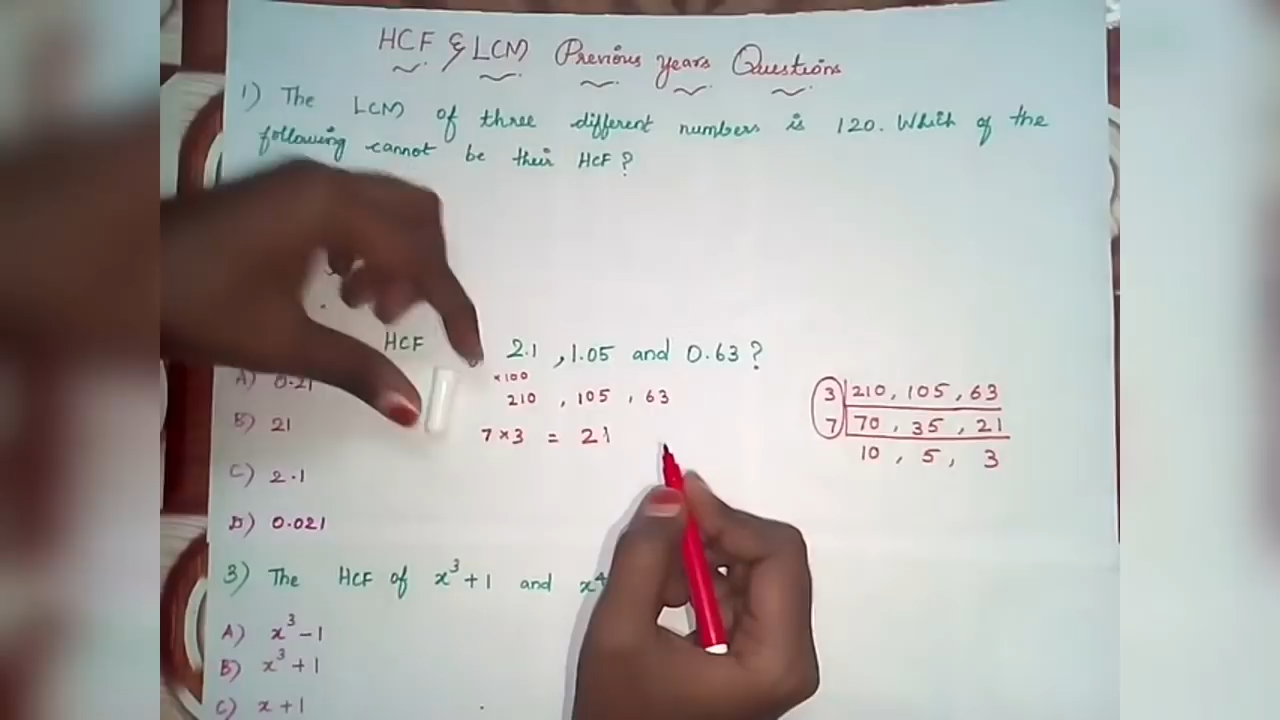 HCF & LCM Previous years Questions
1) The LCM of three different numbers is 120. Which of the
following cannot be their HCF?
HCF 2.1 , 1.05 and 0.63 ?
×100
210 , 105 , 63
7 × 3 = 21
3 210, 105, 63
7 70, 35, 21
10, 5, 3
A) 0.21
B) 21
C) 2.1
D) 0.021
3) The HCF of x³+1 and x⁴
A) x³-1
B) x³+1
C) x+1